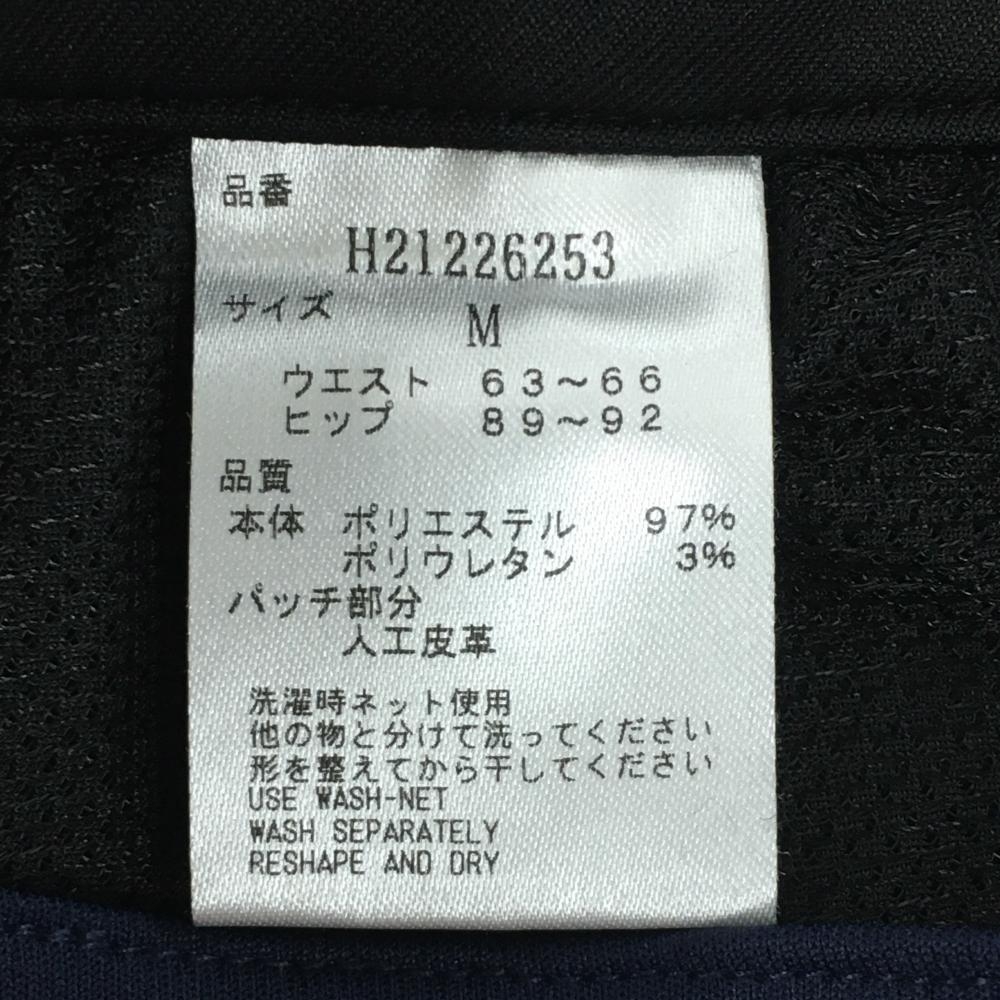 品番
H21226253
サイズ M
ウエスト 63〜66
ヒップ 89〜92
品質
本体 ポリエステル 97%
ポリウレタン 3%
パッチ部分
人工皮革
洗濯時ネット使用
他の物と分けて洗ってください
形を整えてから干してください
USE WASH-NET
WASH SEPARATELY
RESHAPE AND DRY